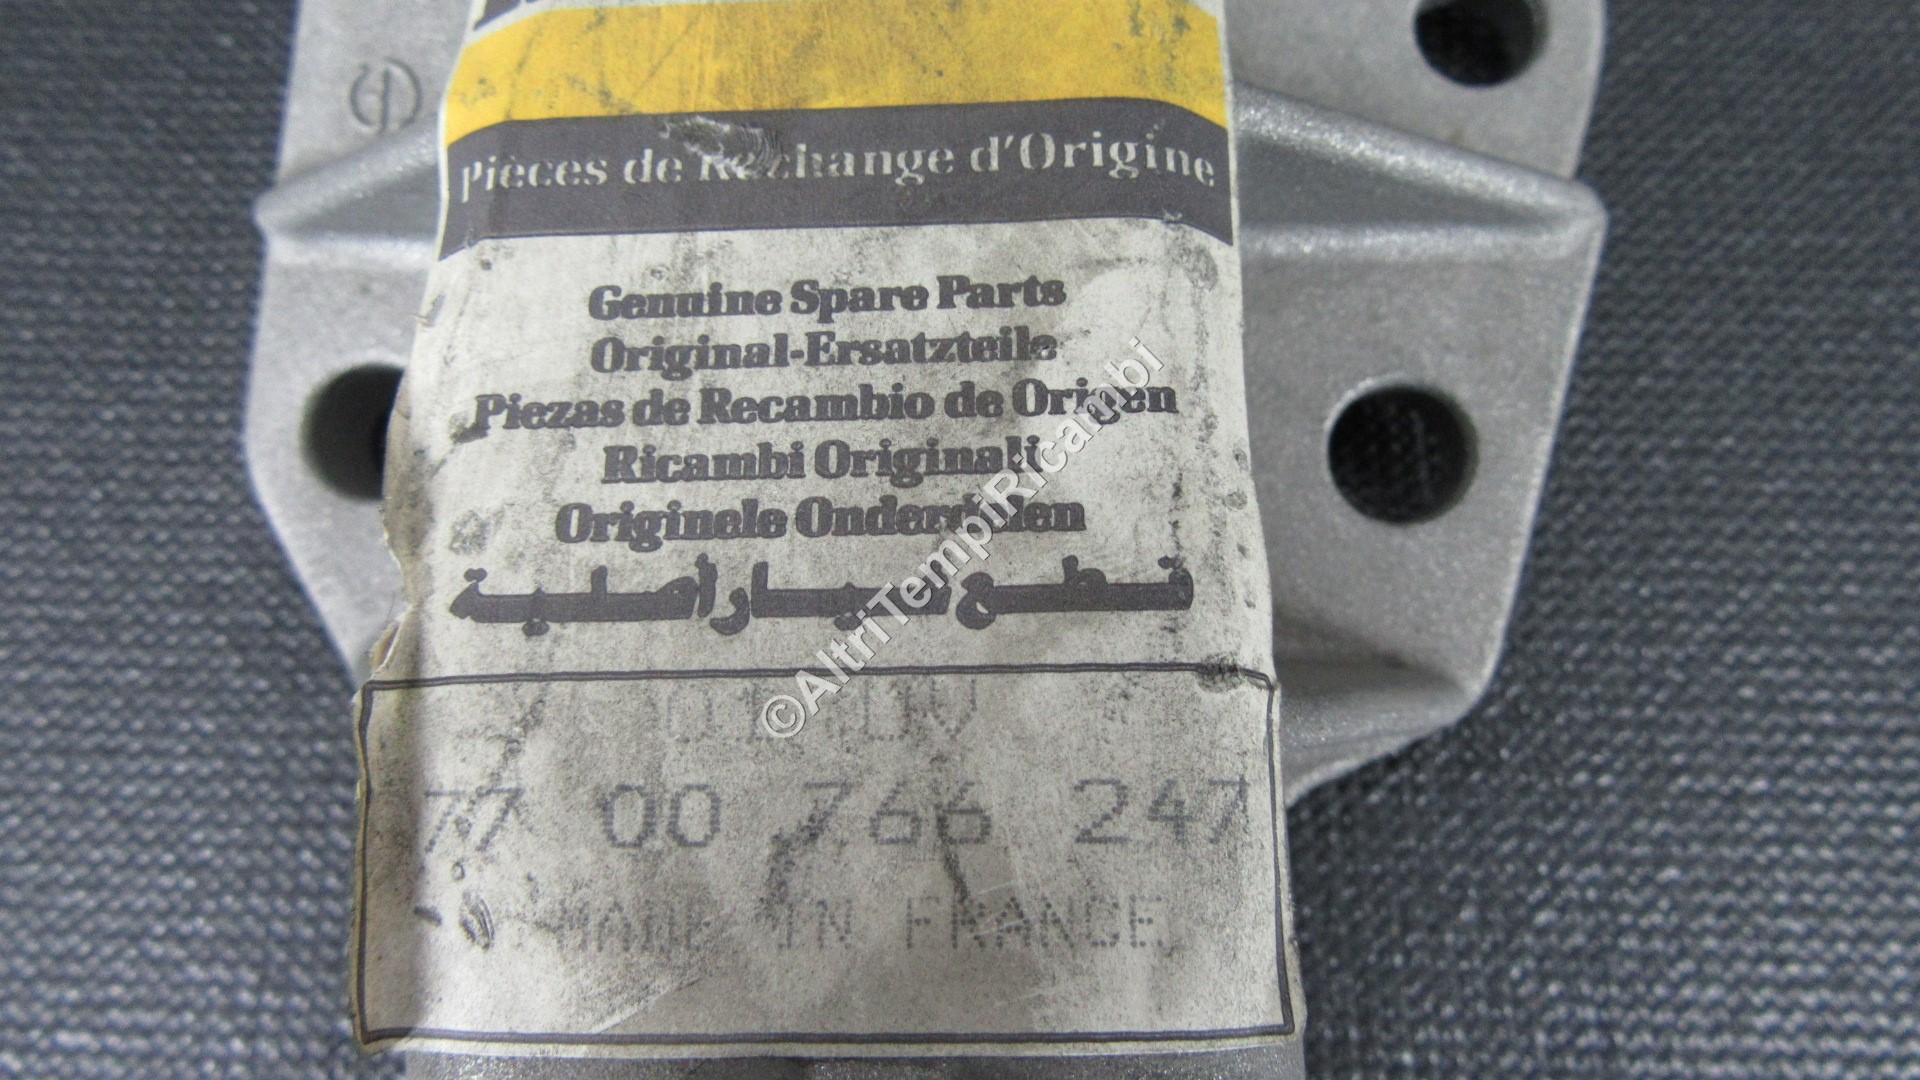 Pièces de Rechange d'Origine
Genuine Spare Parts
Original-Ersatzteile
Piezas de Recambio de Origen
Ricambi Originali
Originele Onderdelen
قطع سيار أصلية
77 00 766 247
MADE IN FRANCE
©AltriTempiRicambi